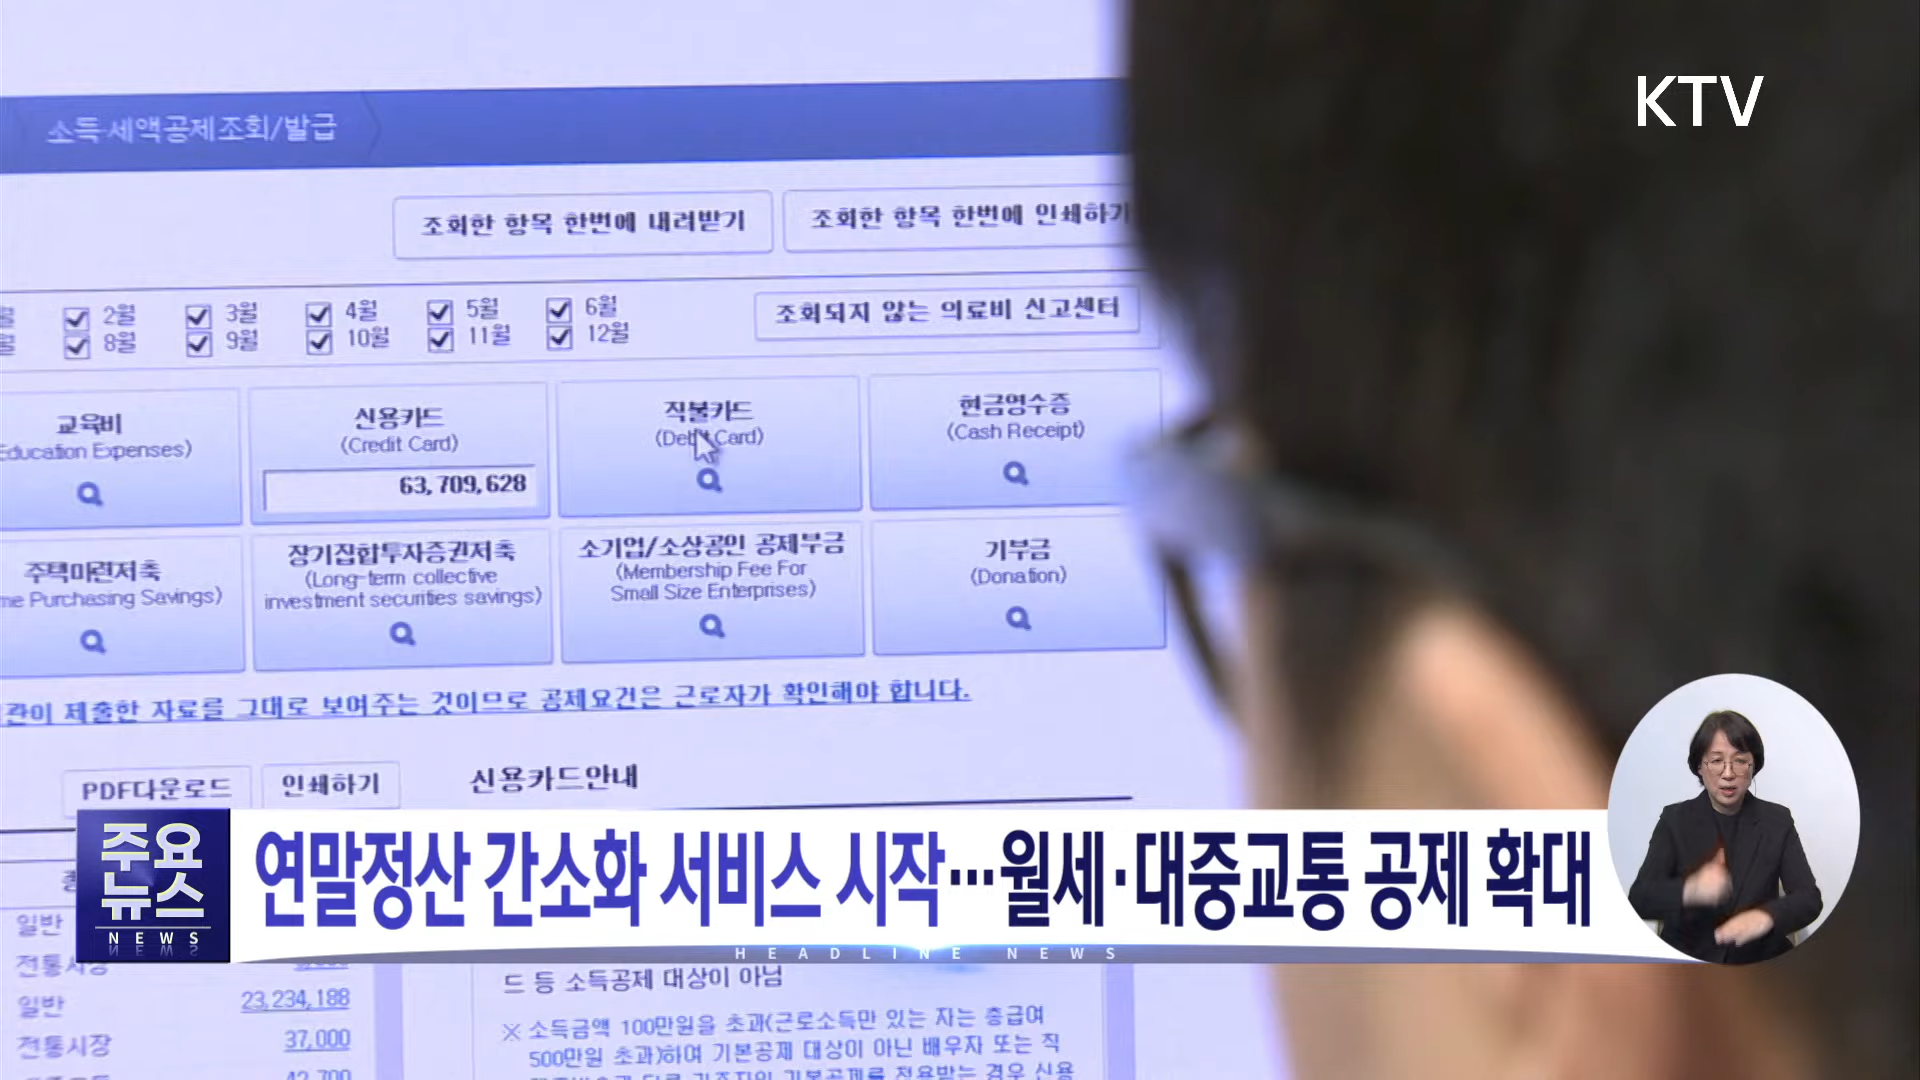 KTV
소득·세액공제조회/발급
조회한 항목 한번에 내려받기
조회한 항목 한번에 인쇄하기
2월 3월 4월 5월 6월
조회되지 않는 의료비 신고센터
8월 9월 10월 11월 12월
교육비
신용카드
직불카드
현금영수증
Education Expenses)
(Credit Card)
(Debit Card)
(Cash Receipt)
63,709,628
주택마련저축
장기집합투자증권저축
소기업/소상공인 공제부금
기부금
Purchasing Savings)
(Long-term collective
investment securities savings)
(Membership Fee For
Small Size Enterprises)
(Donation)
제출한 자료를 그대로 보여주는 것이므로 공제요건은 근로자가 확인해야 합니다.
PDF다운로드
인쇄하기
신용카드안내
주요
뉴스
NEWS
연말정산 간소화 서비스 시작…월세·대중교통 공제 확대
HEADLINE NEWS
일반
전통시장
일반 23,234,188
전통시장 37,000
42,700
드 등 소득공제 대상이 아님
※ 소득금액 100만원을 초과(근로소득만 있는 자는 총급여
500만원 초과)하여 기본공제 대상이 아닌 배우자 또는 직